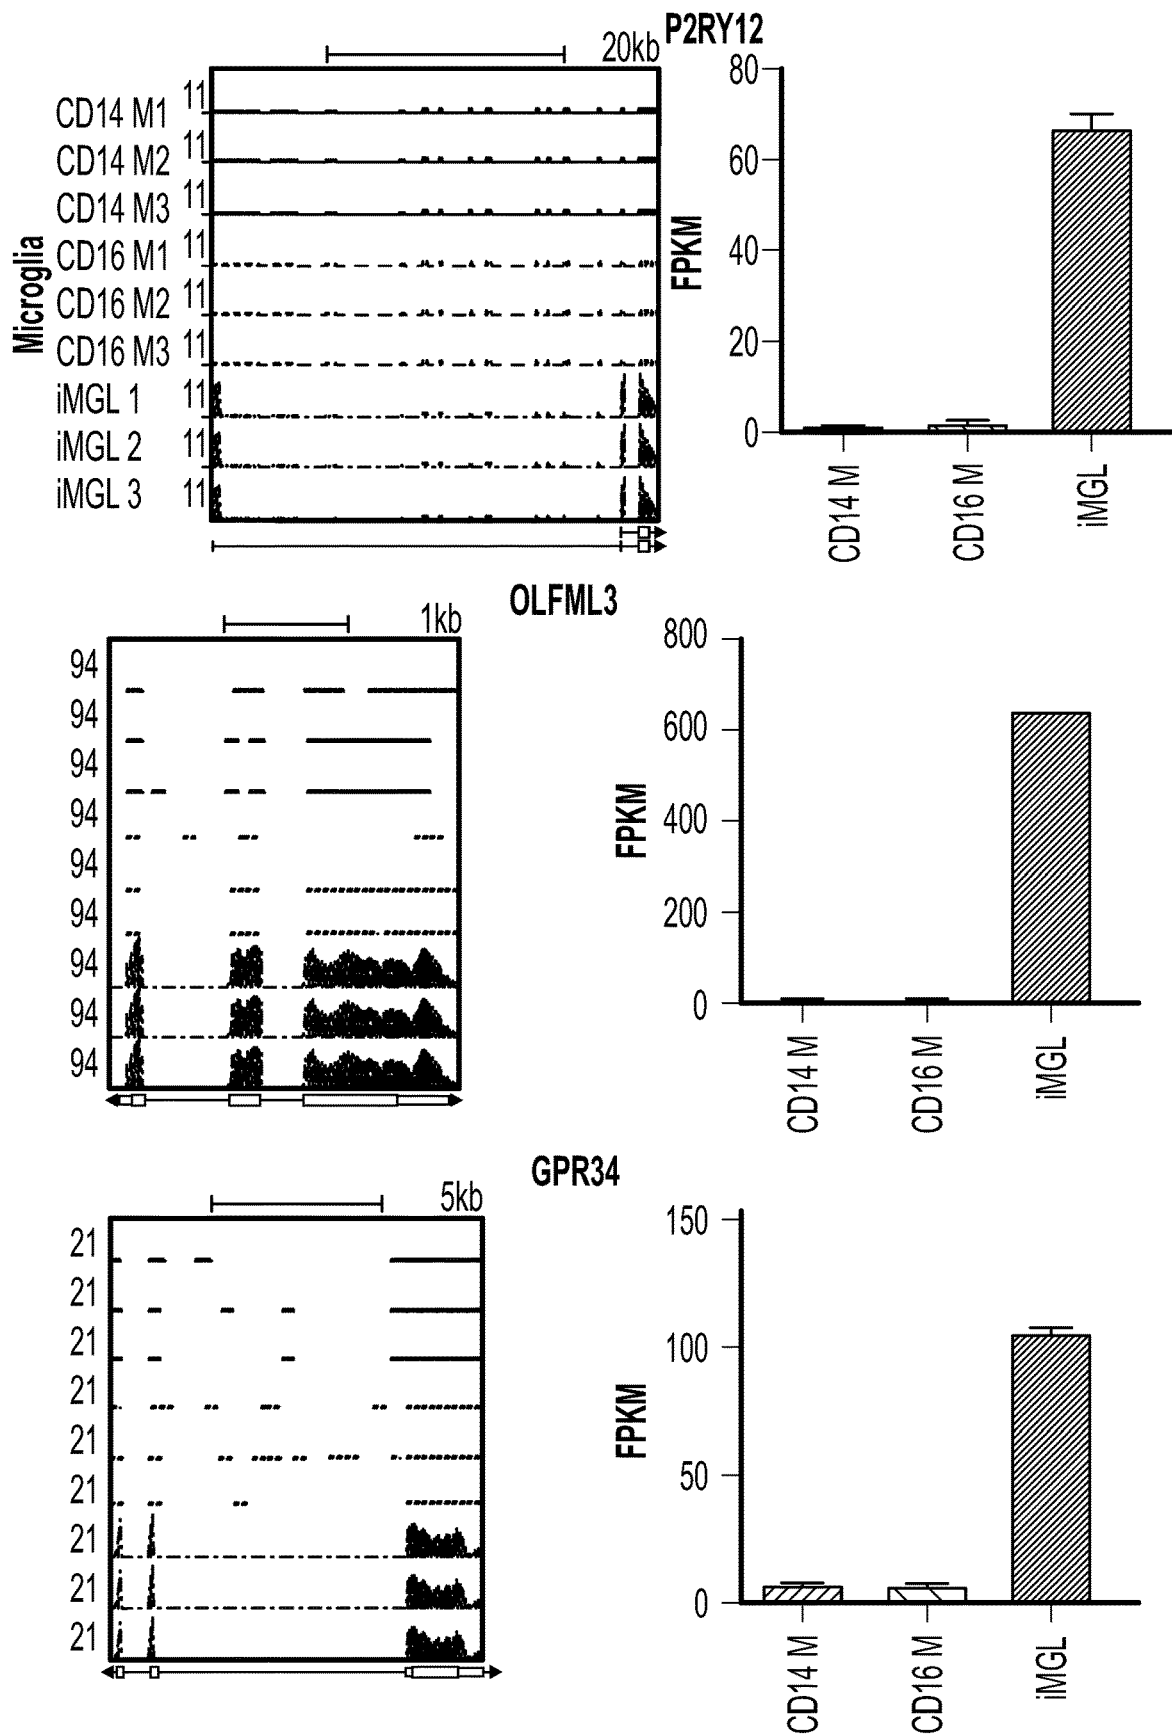 P2RY12
20kb
Microglia
CD14 M1 11
CD14 M2 11
CD14 M3 11
CD16 M1 11
CD16 M2 11
CD16 M3 11
iMGL 1 11
iMGL 2 11
iMGL 3 11
FPKM
80
60
40
20
0
CD14 M
CD16 M
iMGL
OLFML3
1kb
94
94
94
94
94
94
94
94
94
FPKM
800
600
400
200
0
CD14 M
CD16 M
iMGL
GPR34
5kb
21
21
21
21
21
21
21
21
21
FPKM
150
100
50
0
CD14 M
CD16 M
iMGL